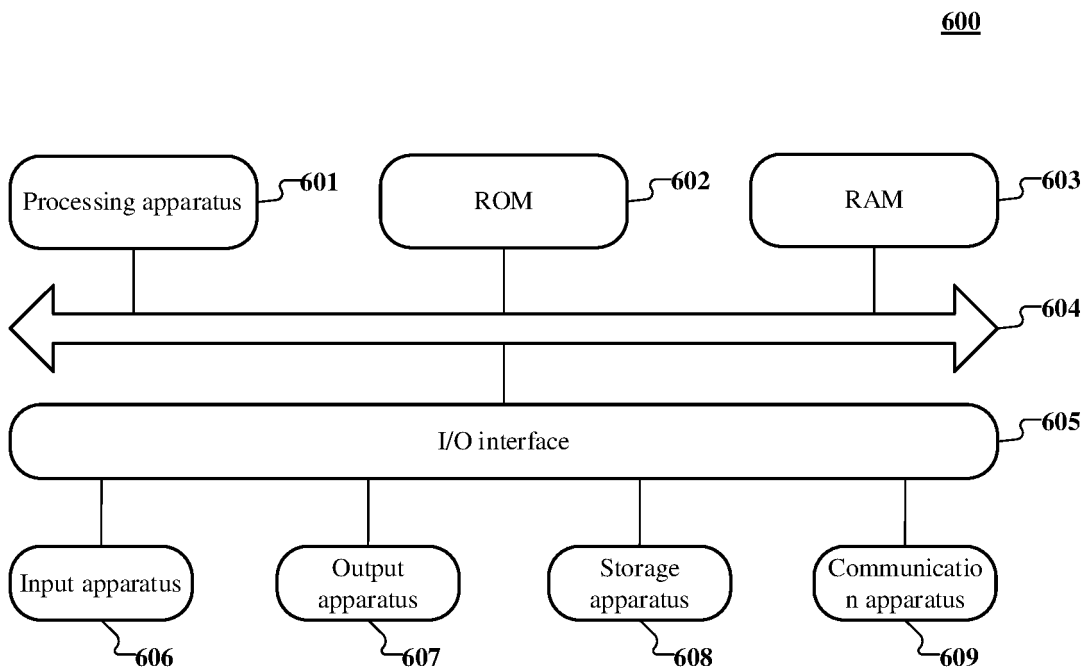 600
Processing apparatus
601
ROM
602
RAM
603
604
I/O interface
605
Input apparatus
Output
apparatus
Storage
apparatus
Communicatio
n apparatus
606
607
608
609